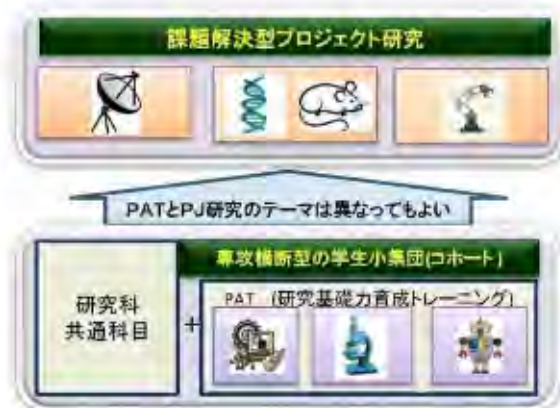 課題解決型プロジェクト研究
PATとPJ研究のテーマは異なってもよい
専攻横断型の学生小集団(コホート)
研究科
共通科目
+
PAT (研究基礎力育成トレーニング)